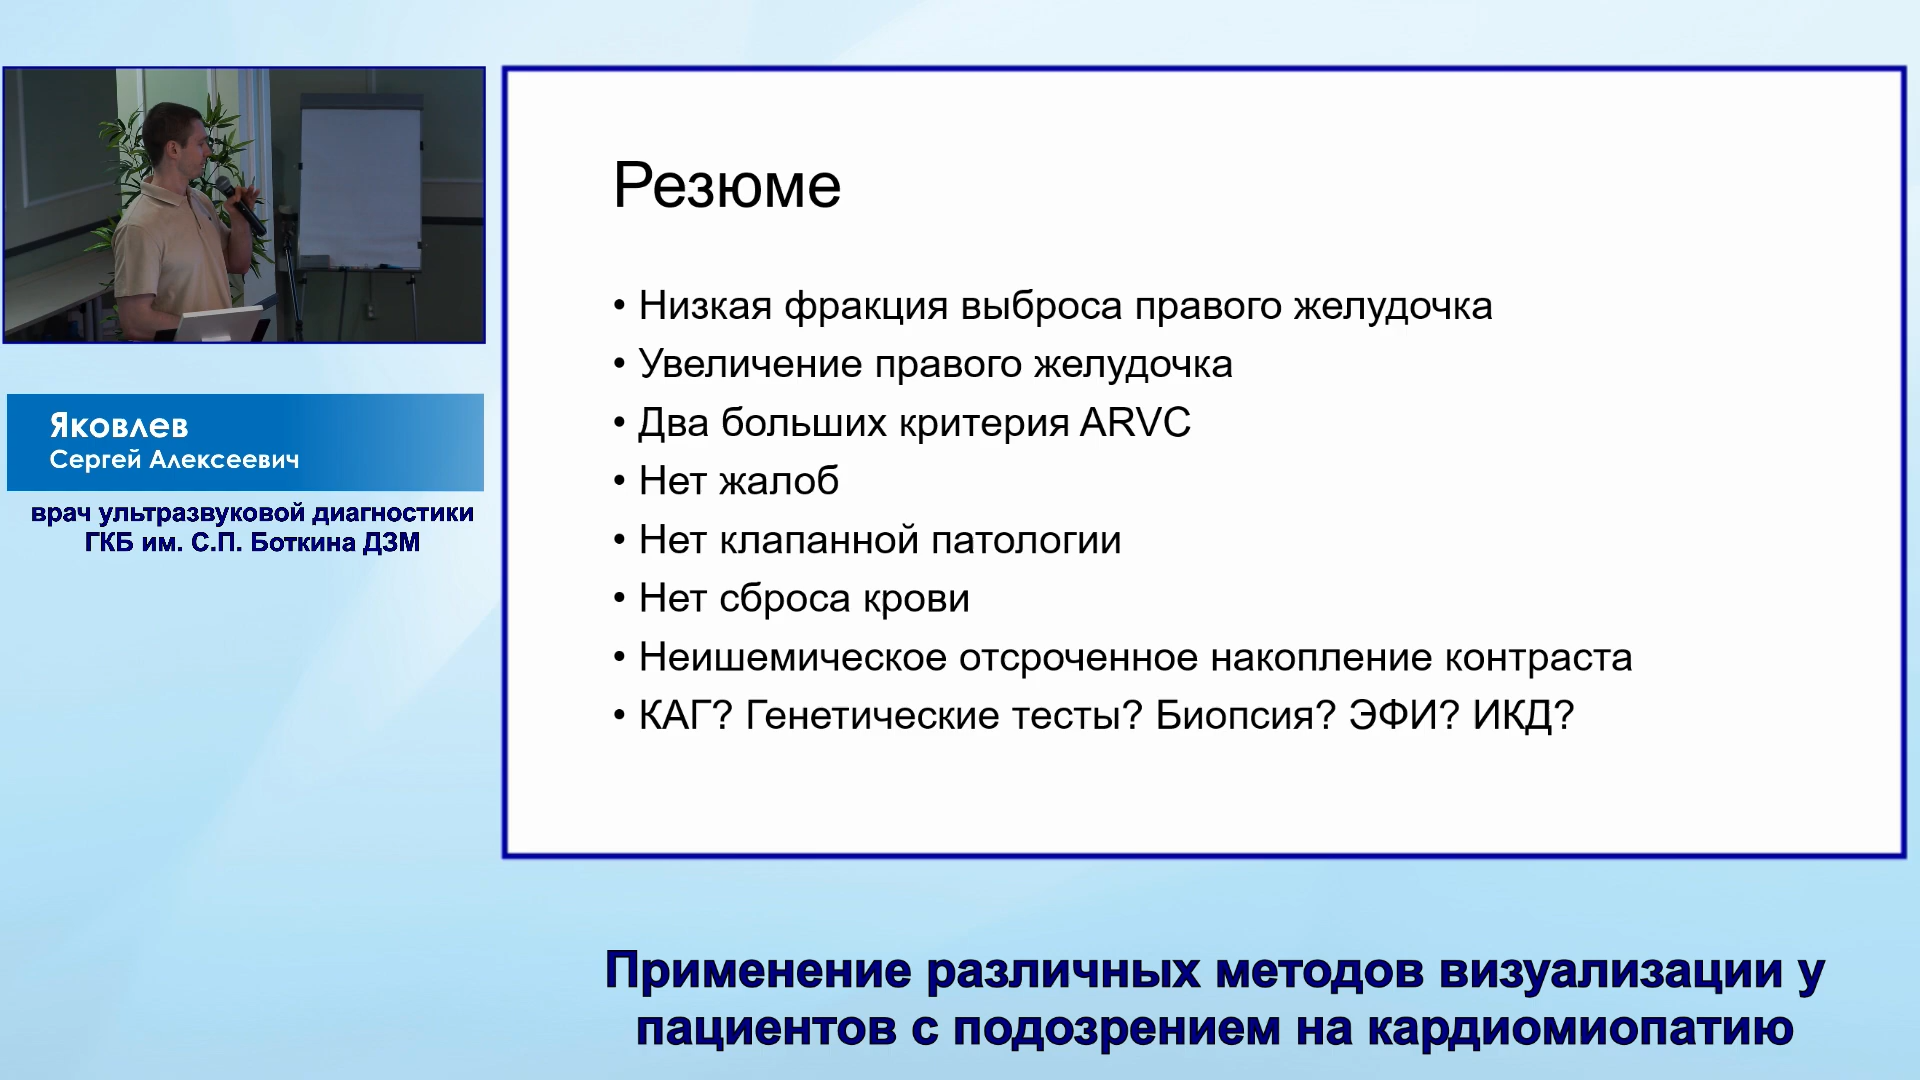 Яковлев
Сергей Алексеевич
врач ультразвуковой диагностики
ГКБ им. С.П. Боткина ДЗМ
Резюме
• Низкая фракция выброса правого желудочка
• Увеличение правого желудочка
• Два больших критерия ARVC
• Нет жалоб
• Нет клапанной патологии
• Нет сброса крови
• Неишемическое отсроченное накопление контраста
• КАГ? Генетические тесты? Биопсия? ЭФИ? ИКД?
Применение различных методов визуализации у
пациентов с подозрением на кардиомиопатию